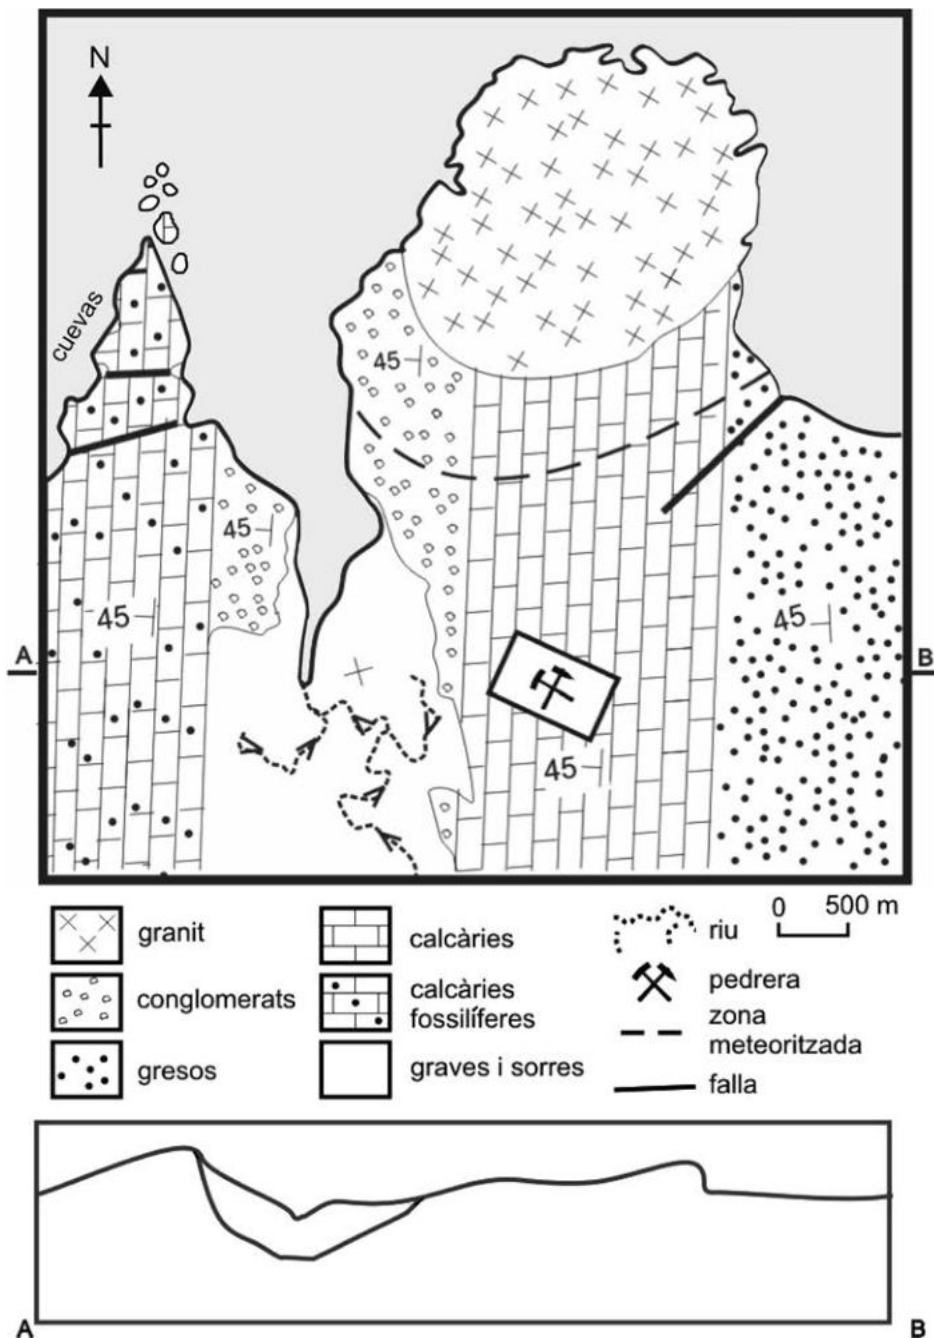 N
cuevas
45
45
45
45
A
B
45
granit
conglomerats
gresos
calcàries
calcàries
fossilíferes
graves i sorres
riu
0 500 m
pedrera
zona
meteoritzada
falla
A
B